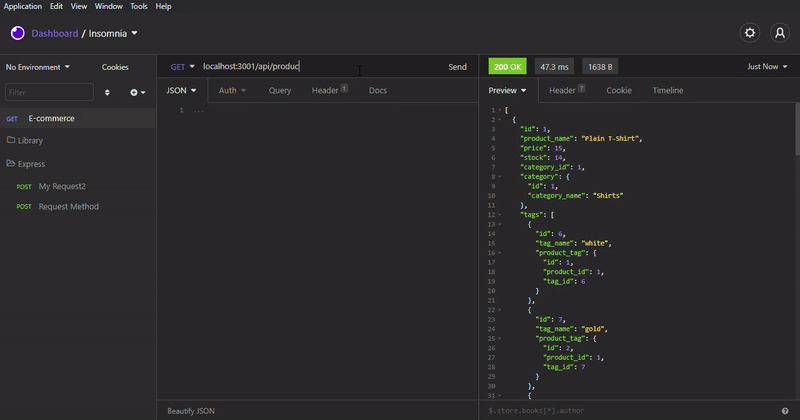 Application Edit View Window Tools Help
Dashboard / Insomnia
No Environment Cookies
GET localhost:3001/api/produc Send
200 OK 47.3 ms 1638 B Just Now
Filter
JSON Auth Query Header 1 Docs
Preview Header 7 Cookie Timeline
GET E-commerce
Library
Express
POST My Request2
POST Request Method
1 ...
1 [
2 {
3 "id": 1,
4 "product_name": "Plain T-Shirt",
5 "price": 15,
6 "stock": 14,
7 "category_id": 1,
8 "category": {
9 "id": 1,
10 "category_name": "Shirts"
11 },
12 "tags": [
13 {
14 "id": 6,
15 "tag_name": "white",
16 "product_tag": {
17 "id": 1,
18 "product_id": 1,
19 "tag_id": 6
20 }
21 },
22 {
23 "id": 7,
24 "tag_name": "gold",
25 "product_tag": {
26 "id": 2,
27 "product_id": 1,
28 "tag_id": 7
29 }
30 },
31 {
Beautify JSON
$.store.books[*].author